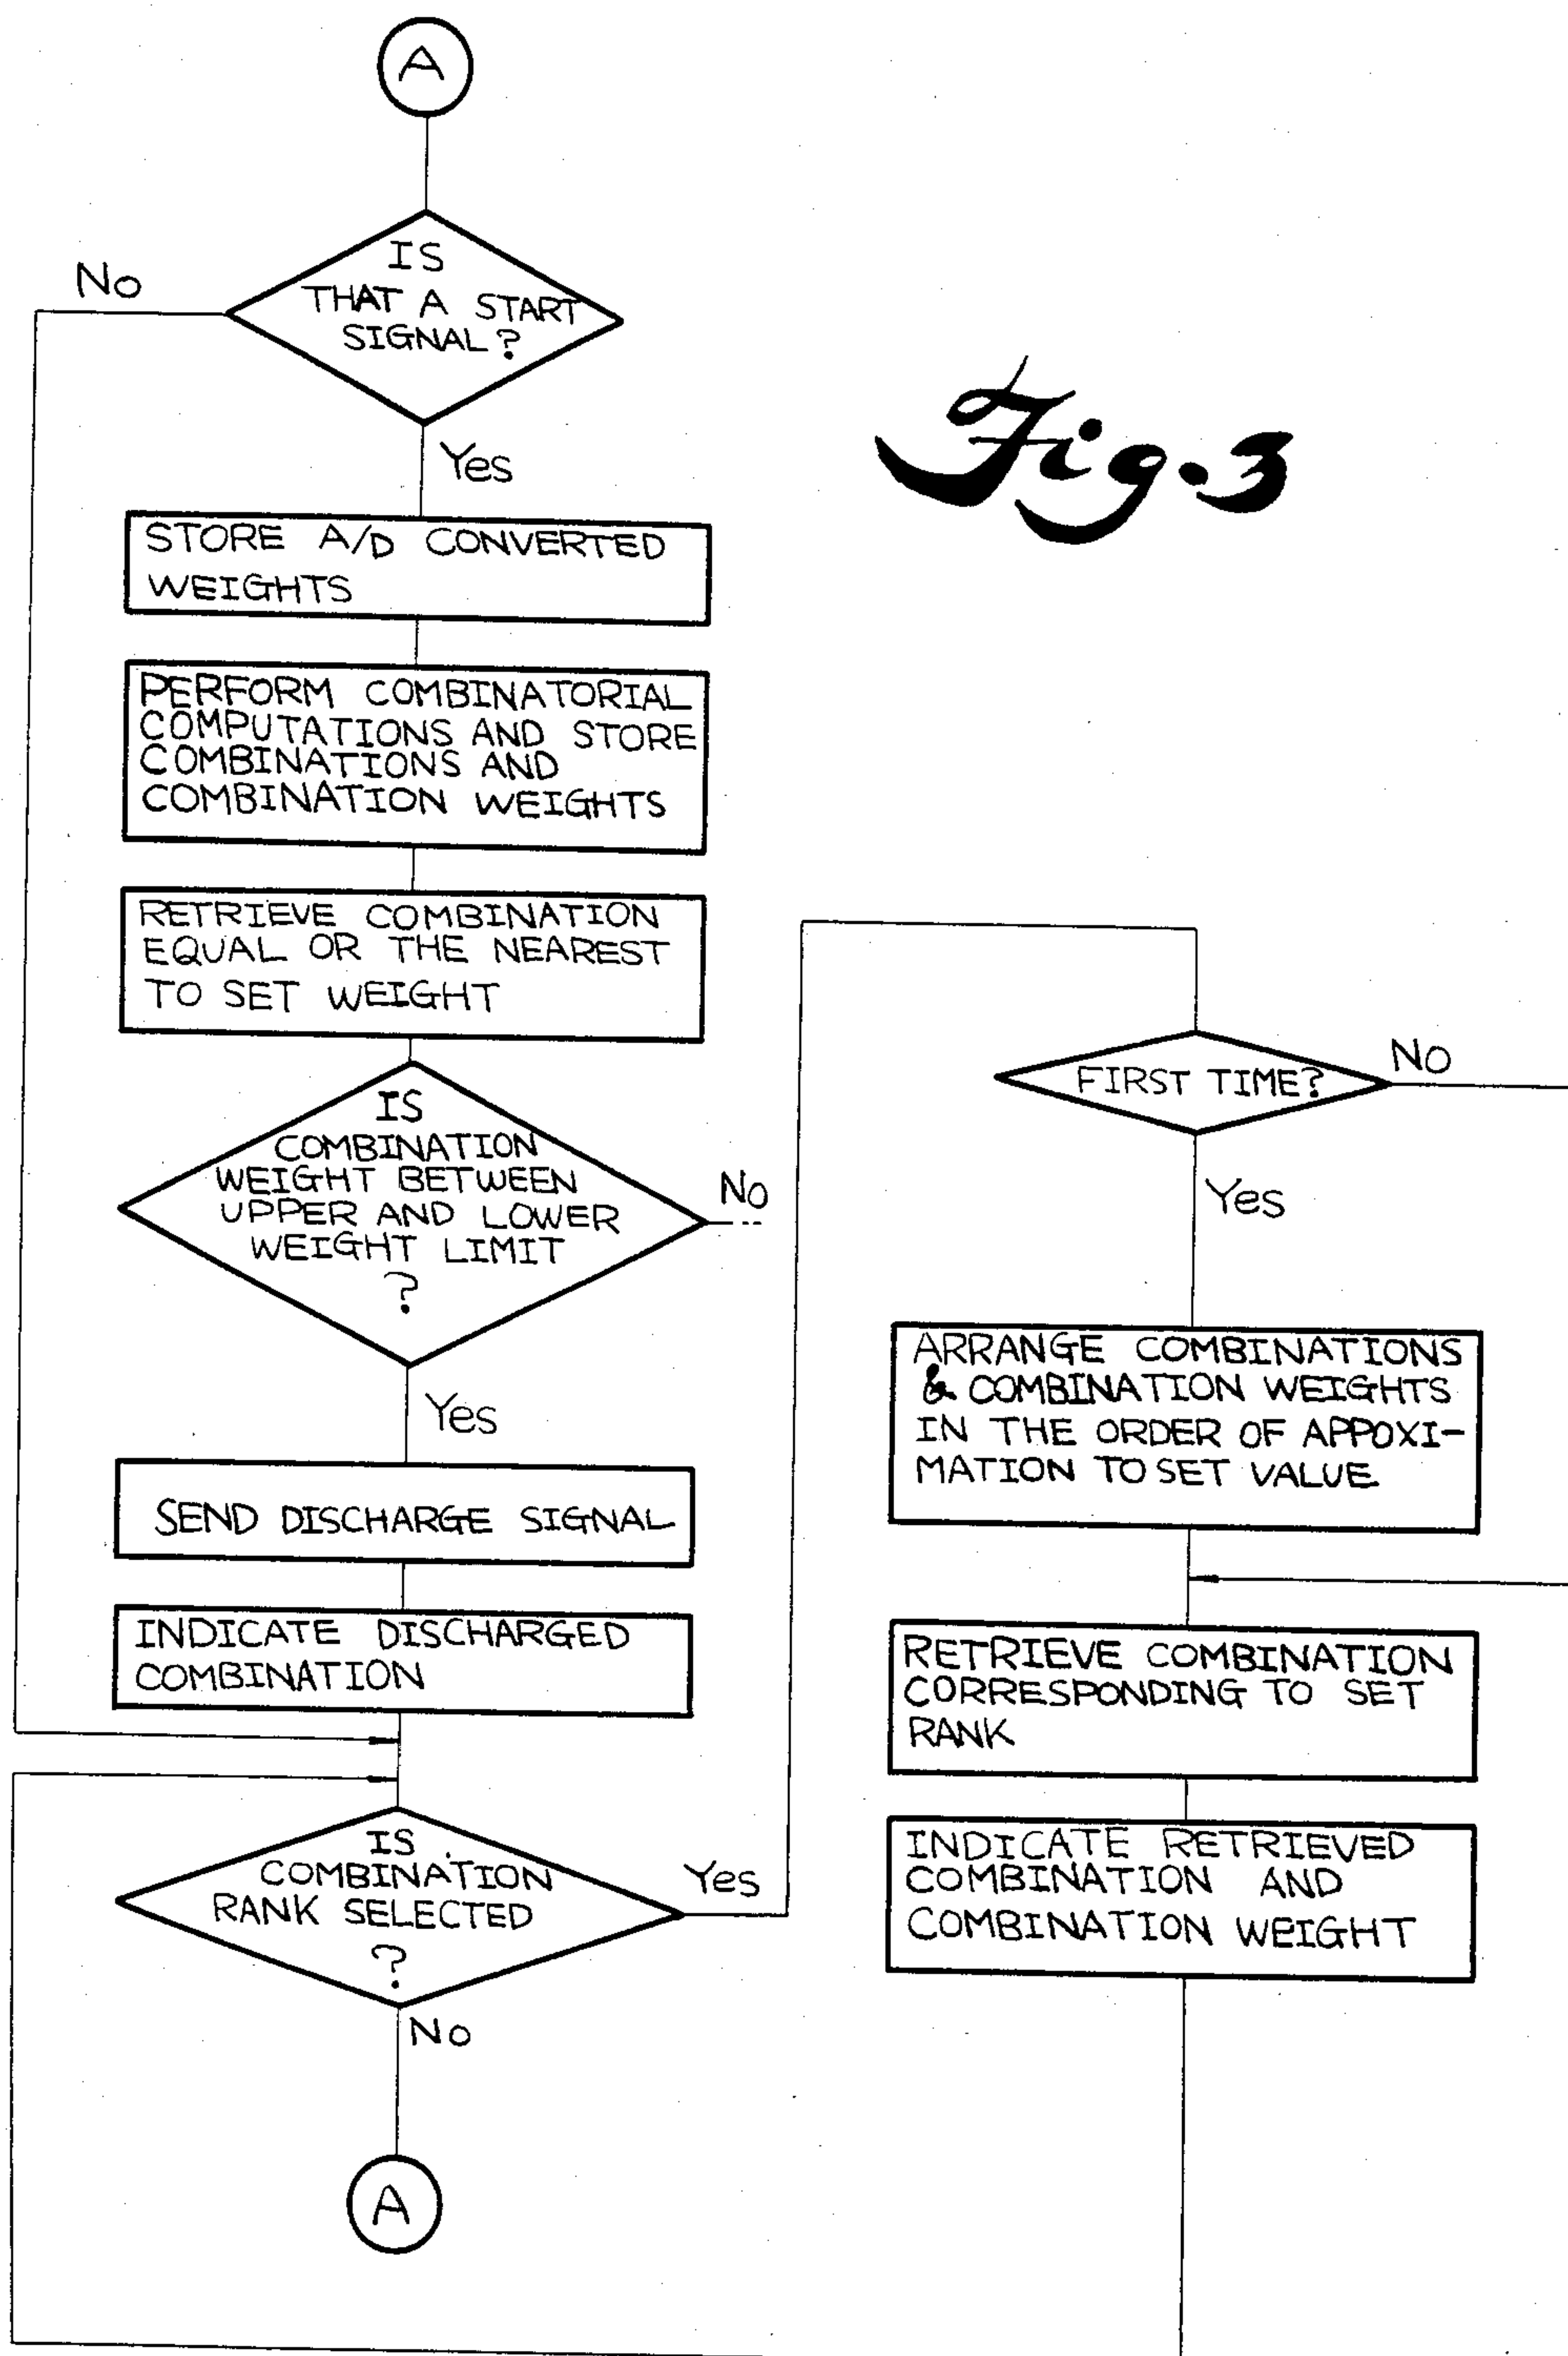 A
IS
THAT A START
SIGNAL?
No
Yes
STORE A/D CONVERTED
WEIGHTS
PERFORM COMBINATORIAL
COMPUTATIONS AND STORE
COMBINATIONS AND
COMBINATION WEIGHTS
RETRIEVE COMBINATION
EQUAL OR THE NEAREST
TO SET WEIGHT
IS
COMBINATION
WEIGHT BETWEEN
UPPER AND LOWER
WEIGHT LIMIT
?
No
Yes
SEND DISCHARGE SIGNAL
INDICATE DISCHARGED
COMBINATION
IS
COMBINATION
RANK SELECTED
?
Yes
No
A
Fig.3
FIRST TIME?
NO
Yes
ARRANGE COMBINATIONS
& COMBINATION WEIGHTS
IN THE ORDER OF APPOXI-
MATION TO SET VALUE
RETRIEVE COMBINATION
CORRESPONDING TO SET
RANK
INDICATE RETRIEVED
COMBINATION AND
COMBINATION WEIGHT